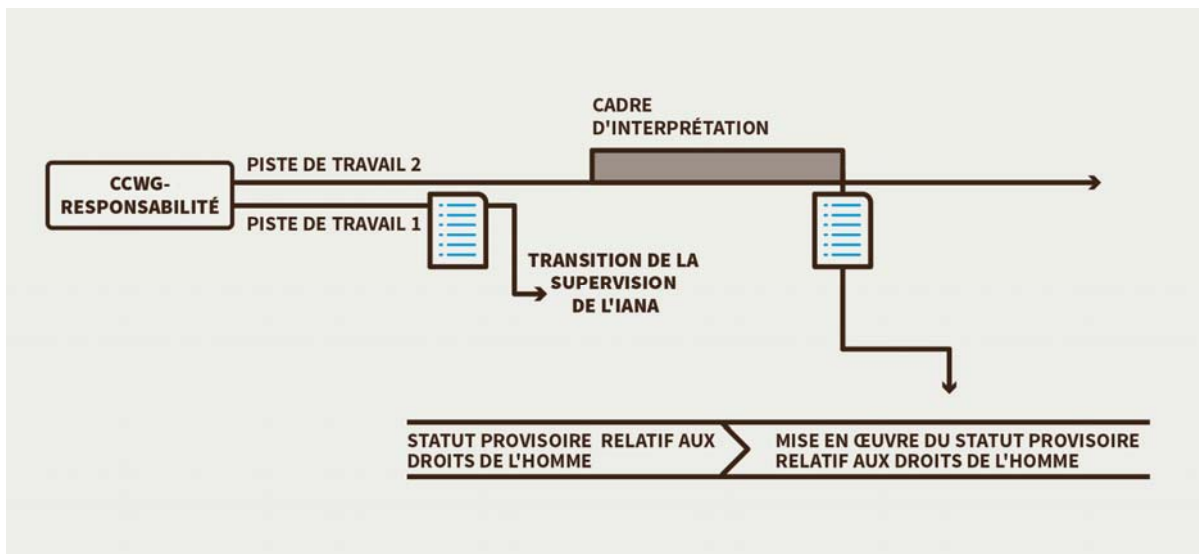 CADRE
D'INTERPRÉTATION
PISTE DE TRAVAIL 2
CCWG-
RESPONSABILITÉ
PISTE DE TRAVAIL 1
TRANSITION DE LA
SUPERVISION
DE L'IANA
STATUT PROVISOIRE RELATIF AUX
DROITS DE L'HOMME
MISE EN ŒUVRE DU STATUT PROVISOIRE
RELATIF AUX DROITS DE L'HOMME